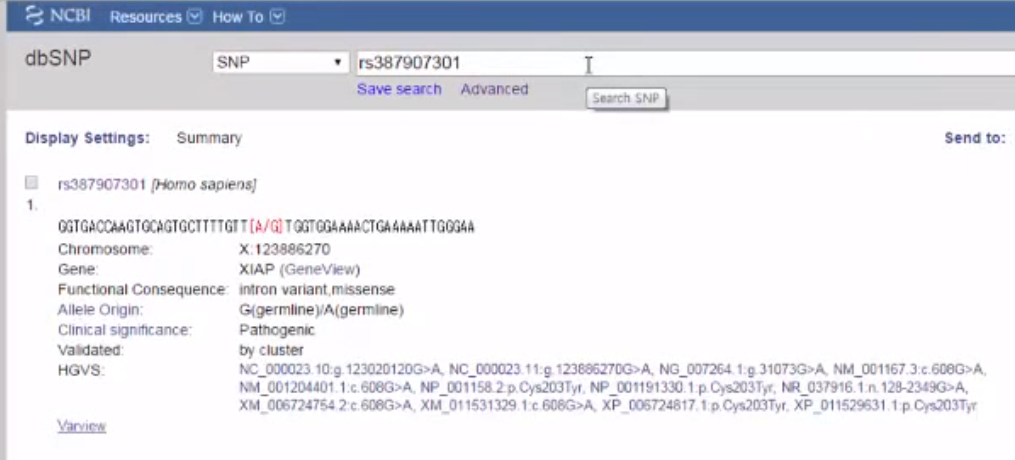 NCBI Resources How To
dbSNP SNP rs387907301
Save search Advanced
Search SNP
Display Settings: Summary Send to:
rs387907301 [Homo sapiens]
1.
GGTGACCAAGTGCAGTGCTTTTGTT[A/G]TGGTGGAAAACTGAAAAATTGGGAA
Chromosome: X:123886270
Gene: XIAP (GeneView)
Functional Consequence: intron variant,missense
Allele Origin: G(germline)/A(germline)
Clinical significance: Pathogenic
Validated: by cluster
HGVS: NC_000023.10:g.123020120G>A, NC_000023.11:g.123886270G>A, NG_007264.1:g.31073G>A, NM_001167.3:c.608G>A,
NM_001204401.1:c.608G>A, NP_001158.2:p.Cys203Tyr, NP_001191330.1:p.Cys203Tyr, NR_037916.1:n.128-2349G>A,
XM_006724754.2:c.608G>A, XM_011531329.1:c.608G>A, XP_006724817.1:p.Cys203Tyr, XP_011529631.1:p.Cys203Tyr
Varview